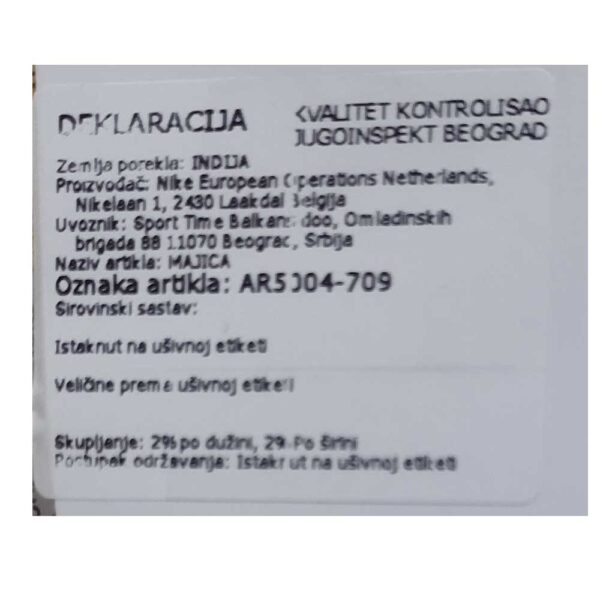 DEKLARACIJA
KVALITET KONTROLISAO
JUGOINSPEKT BEOGRAD
Zemlja porekla: INDIJA
Proizvođač: Nike European Operations Netherlands,
Nikelaan 1, 2430 Laakdal Belgija
Uvoznik: Sport Time Balkans doo, Omladinskih
brigada 88 11070 Beograd, Srbija
Naziv artikla: MAJICA
Oznaka artikla: AR5004-709
Sirovinski sastav:
Istaknut na ušivnoj etiketi
Veličine prema ušivnoj etiketi
Skupljanje: 2% po dužini, 2% Po širini
Postupak održavanja: Istaknut na ušivnoj etiketi